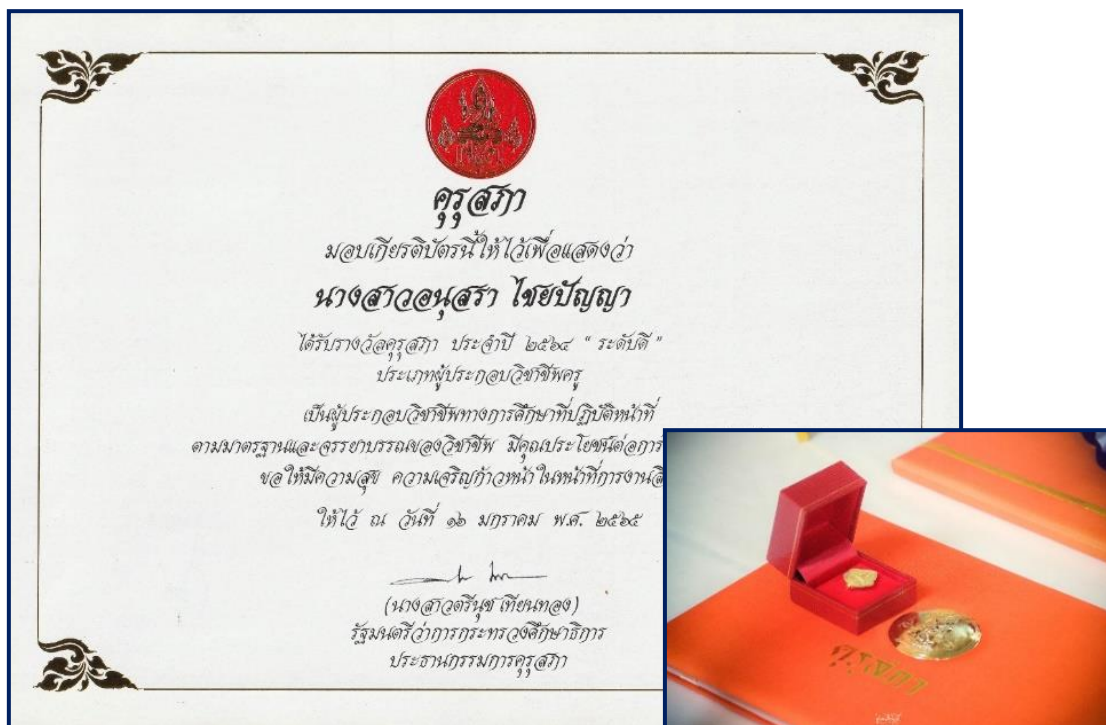 คุรุสภา
มอบเกียรติบัตรนี้ให้ไว้เพื่อแสดงว่า
นางสาวอนุสรา ไชยปัญญา
ได้รับรางวัลคุรุสภา ประจำปี ๒๕๖๔ " ระดับดี "
ประเภทผู้ประกอบวิชาชีพครู
เป็นผู้ประกอบวิชาชีพทางการศึกษาที่ปฏิบัติหน้าที่
ตามมาตรฐานและจรรยาบรรณของวิชาชีพ มีคุณประโยชน์ต่อการ
ขอให้มีความสุข ความเจริญก้าวหน้าในหน้าที่การงาน
ให้ไว้ ณ วันที่ ๑๒ มกราคม พ.ศ. ๒๕๖๕
(นางสาวตรีนุช เทียนทอง)
รัฐมนตรีว่าการกระทรวงศึกษาธิการ
ประธานกรรมการคุรุสภา
คุรุสภา